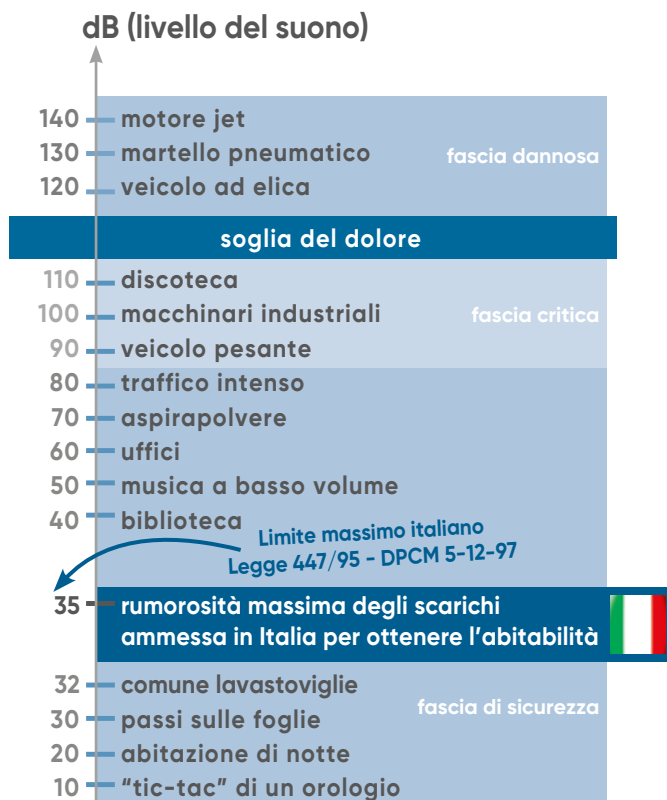 dB (livello del suono)
140 motore jet
130 martello pneumatico
fascia dannosa
120 veicolo ad elica
soglia del dolore
110 discoteca
100 macchinari industriali
fascia critica
90 veicolo pesante
80 traffico intenso
70 aspirapolvere
60 uffici
50 musica a basso volume
40 biblioteca
Limite massimo italiano
Legge 447/95 - DPCM 5-12-97
35 rumorosità massima degli scarichi
ammessa in Italia per ottenere l'abitabilità
32 comune lavastoviglie
fascia di sicurezza
30 passi sulle foglie
20 abitazione di notte
10 “tic-tac” di un orologio